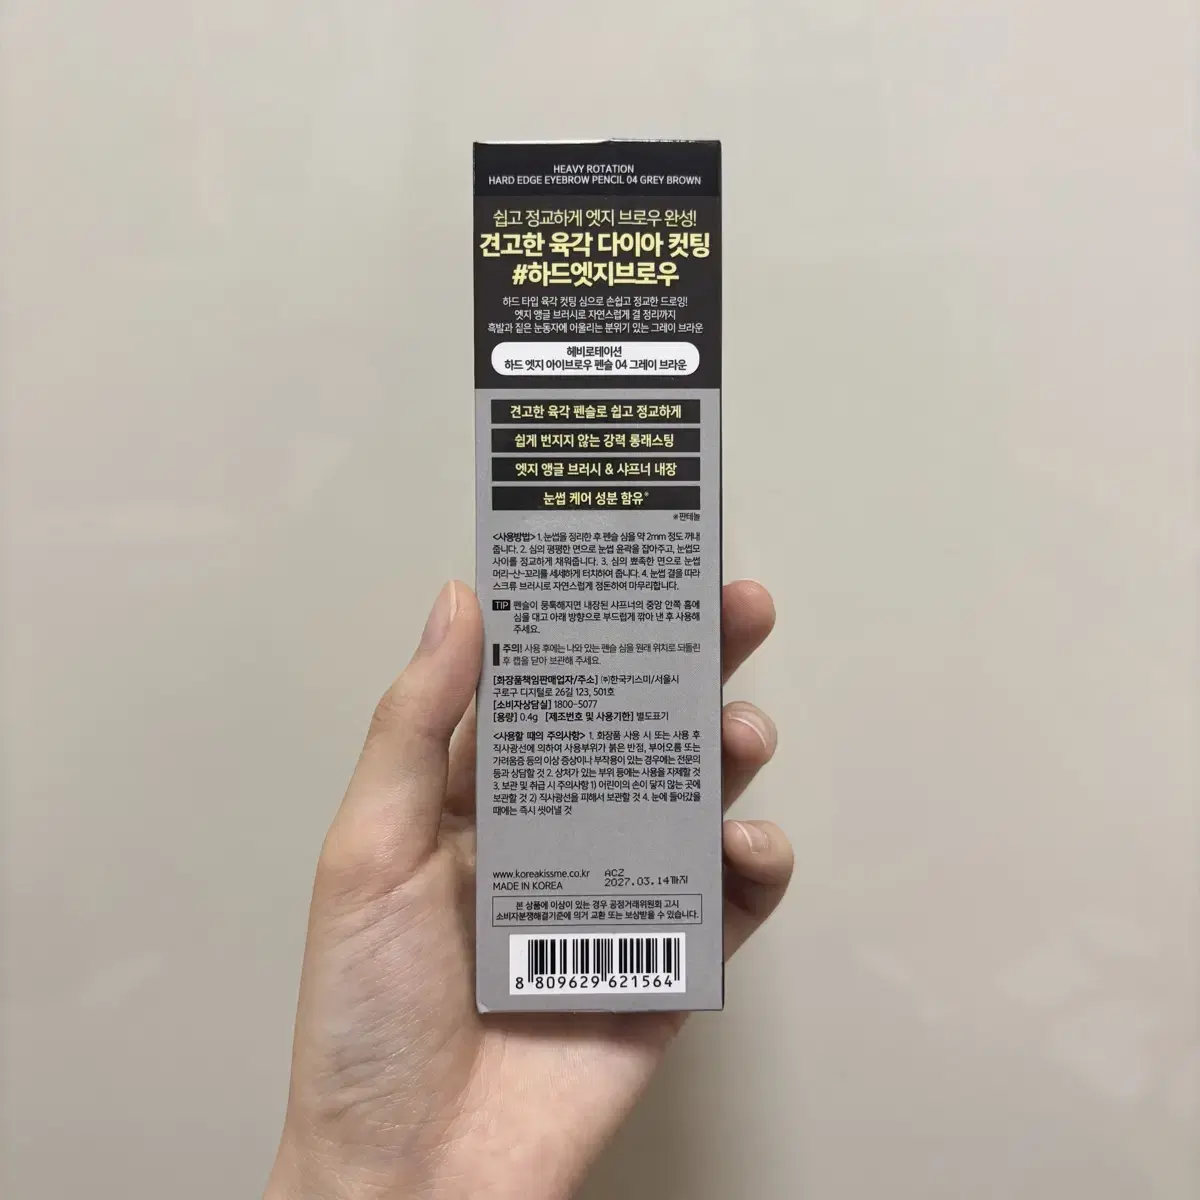 HEAVY ROTATION
HARD EDGE EYEBROW PENCIL 04 GREY BROWN
쉽고 정교하게 엣지 브로우 완성!
견고한 육각 다이아 컷팅
#하드엣지브로우
하드 타입 육각 컷팅 심으로 손쉽고 정교한 드로잉!
엣지 앵글 브러시로 자연스럽게 결 정리까지
흑발과 짙은 눈동자에 어울리는 분위기 있는 그레이 브라운
헤비로테이션
하드 엣지 아이브로우 펜슬 04 그레이 브라운
견고한 육각 펜슬로 쉽고 정교하게
쉽게 번지지 않는 강력 롱래스팅
엣지 앵글 브러시 & 샤프너 내장
눈썹 케어 성분 함유*
※판테놀
<사용방법> 1. 눈썹을 정리한 후 펜슬 심을 약 2mm 정도 꺼내
줍니다. 2. 심의 평평한 면으로 눈썹 윤곽을 잡아주고, 눈썹모
사이를 정교하게 채워줍니다. 3. 심의 뾰족한 면으로 눈썹
머리-산-꼬리를 세세하게 터치하여 줍니다. 4. 눈썹 결을 따라
스크류 브러시로 자연스럽게 정돈하여 마무리합니다.
TIP 펜슬이 뭉툭해지면 내장된 샤프너의 중앙 안쪽 홈에
심을 대고 아래 방향으로 부드럽게 깎아 낸 후 사용해
주세요.
주의! 사용 후에는 나와 있는 펜슬 심을 원래 위치로 되돌린
후 캡을 닫아 보관해 주세요.
[화장품책임판매업자/주소] ㈜한국키스미/서울시
구로구 디지털로 26길 123, 501호
[소비자상담실] 1800-5077
[용량] 0.4g [제조번호 및 사용기한] 별도표기
<사용할 때의 주의사항> 1. 화장품 사용 시 또는 사용 후
직사광선에 의하여 사용부위가 붉은 반점, 부어오름 또는
가려움증 등의 이상 증상이나 부작용이 있는 경우에는 전문의
등과 상담할 것 2. 상처가 있는 부위 등에는 사용을 자제할 것
3. 보관 및 취급 시 주의사항 1) 어린이의 손이 닿지 않는 곳에
보관할 것 2) 직사광선을 피해서 보관할 것 4. 눈에 들어갔을
때에는 즉시 씻어낼 것
www.koreakissme.co.kr ACZ
MADE IN KOREA 2027.03.14까지
본 상품에 이상이 있는 경우 공정거래위원회 고시
소비자분쟁해결기준에 의거 교환 또는 보상받을 수 있습니다.
8 809629 621564